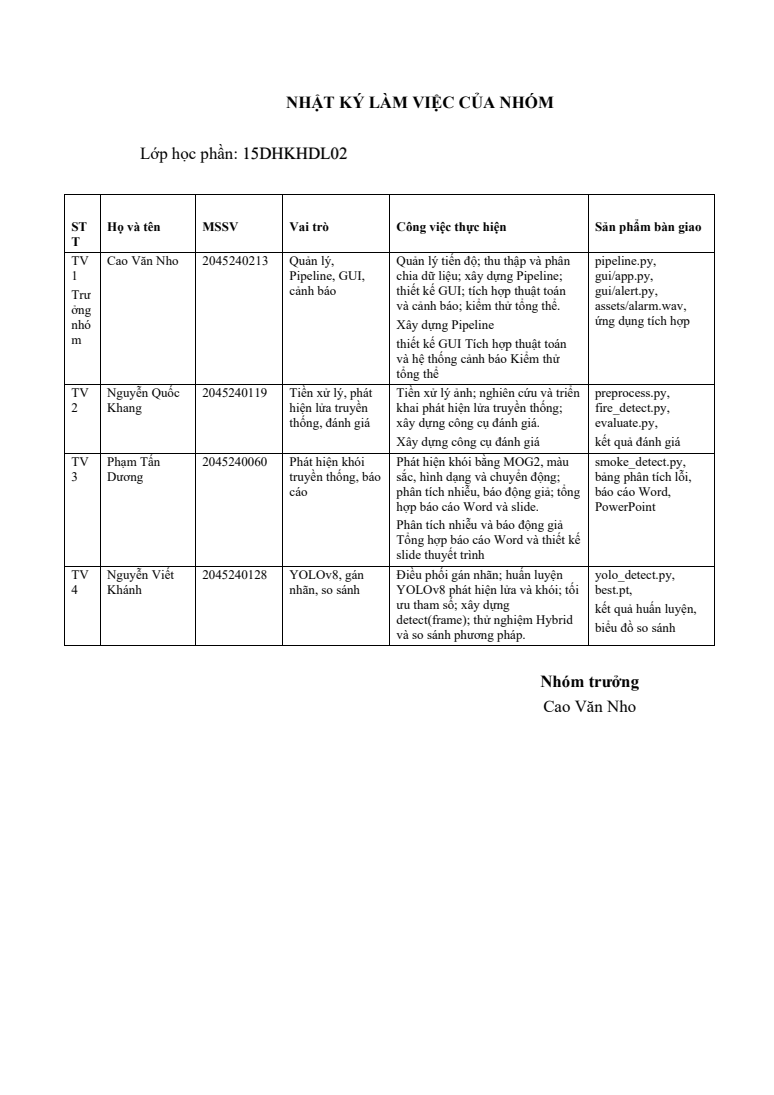 NHẬT KÝ LÀM VIỆC CỦA NHÓM
Lớp học phần: 15DHKHDL02
ST
T
Họ và tên
MSSV
Vai trò
Công việc thực hiện
Sản phẩm bàn giao
TV
1
Trư
ởng
nhó
m
Cao Văn Nho
2045240213
Quản lý,
Pipeline, GUI,
cảnh báo
Quản lý tiến độ; thu thập và phân
chia dữ liệu; xây dựng Pipeline;
thiết kế GUI; tích hợp thuật toán
và cảnh báo; kiểm thử tổng thể.
Xây dựng Pipeline
thiết kế GUI Tích hợp thuật toán
và hệ thống cảnh báo Kiểm thử
tổng thể
pipeline.py,
gui/app.py,
gui/alert.py,
assets/alarm.wav,
ứng dụng tích hợp
TV
2
Nguyễn Quốc
Khang
2045240119
Tiền xử lý, phát
hiện lửa truyền
thống, đánh giá
Tiền xử lý ảnh; nghiên cứu và triển
khai phát hiện lửa truyền thống;
xây dựng công cụ đánh giá.
Xây dựng công cụ đánh giá
preprocess.py,
fire_detect.py,
evaluate.py,
kết quả đánh giá
TV
3
Phạm Tấn
Dương
2045240060
Phát hiện khói
truyền thống, báo
cáo
Phát hiện khói bằng MOG2, màu
sắc, hình dạng và chuyển động;
phân tích nhiễu, báo động giả; tổng
hợp báo cáo Word và slide.
Phân tích nhiễu và báo động giả
Tổng hợp báo cáo Word và thiết kế
slide thuyết trình
smoke_detect.py,
bảng phân tích lỗi,
báo cáo Word,
PowerPoint
TV
4
Nguyễn Viết
Khánh
2045240128
YOLOv8, gán
nhãn, so sánh
Điều phối gán nhãn; huấn luyện
YOLOv8 phát hiện lửa và khói; tối
ưu tham số; xây dựng
detect(frame); thử nghiệm Hybrid
và so sánh phương pháp.
yolo_detect.py,
best.pt,
kết quả huấn luyện,
biểu đồ so sánh
Nhóm trưởng
Cao Văn Nho